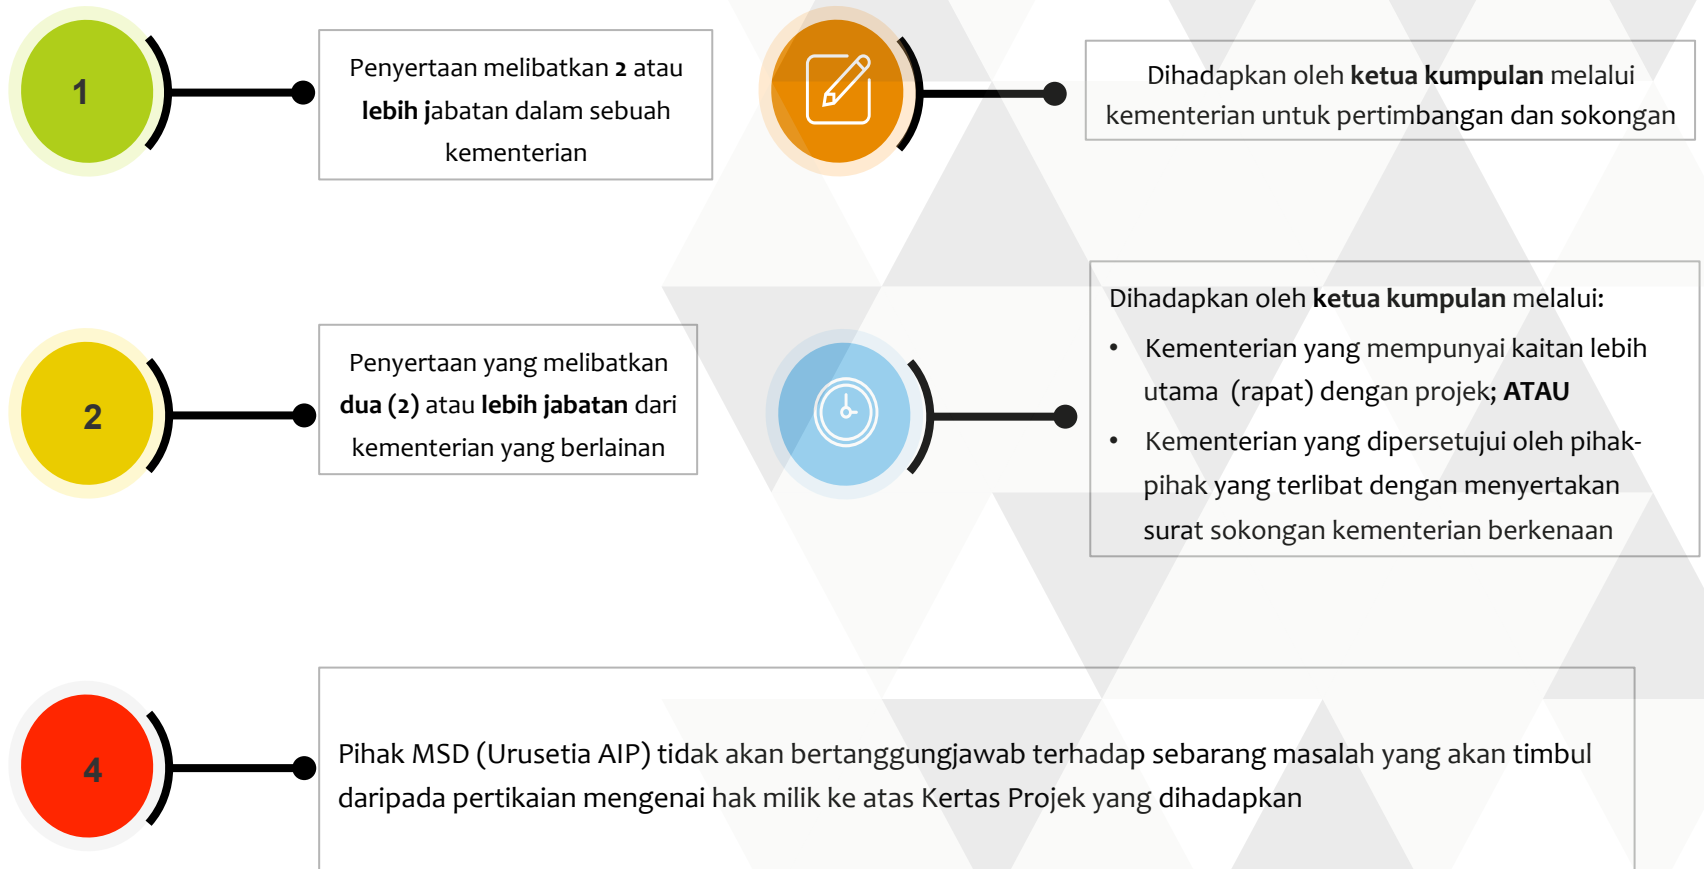 1
Penyertaan melibatkan 2 atau
lebih jabatan dalam sebuah
kementerian
Dihadapkan oleh ketua kumpulan melalui
kementerian untuk pertimbangan dan sokongan
2
Penyertaan yang melibatkan
dua (2) atau lebih jabatan dari
kementerian yang berlainan
Dihadapkan oleh ketua kumpulan melalui:
• Kementerian yang mempunyai kaitan lebih
utama (rapat) dengan projek; ATAU
• Kementerian yang dipersetujui oleh pihak-
pihak yang terlibat dengan menyertakan
surat sokongan kementerian berkenaan
4
Pihak MSD (Urusetia AIP) tidak akan bertanggungjawab terhadap sebarang masalah yang akan timbul
daripada pertikaian mengenai hak milik ke atas Kertas Projek yang dihadapkan